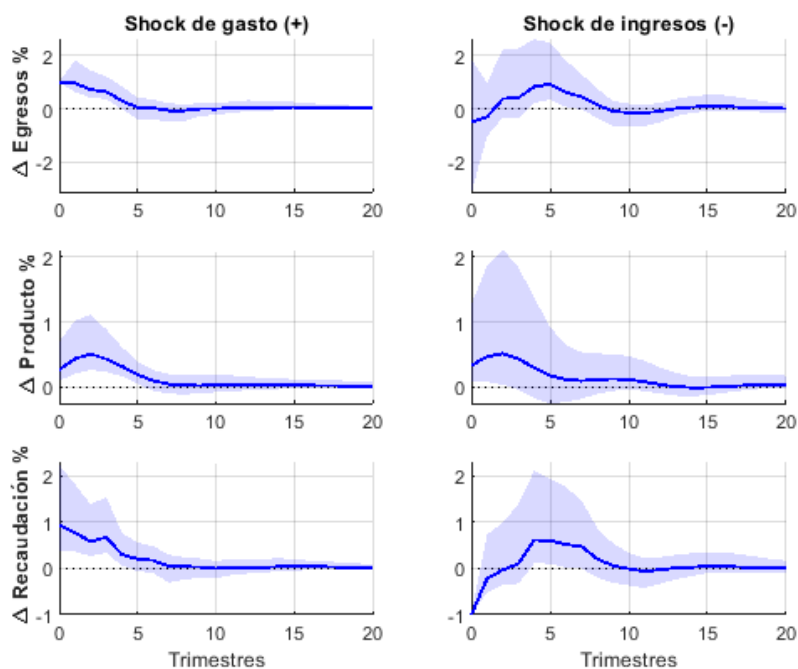 Shock de gasto (+)
Shock de ingresos (-)
Δ Egresos %
2
0
-2
0 5 10 15 20
2
0
-2
0 5 10 15 20
Δ Producto %
2
1
0
0 5 10 15 20
2
1
0
0 5 10 15 20
Δ Recaudación %
2
1
0
-1
0 5 10 15 20
Trimestres
2
1
0
-1
0 5 10 15 20
Trimestres